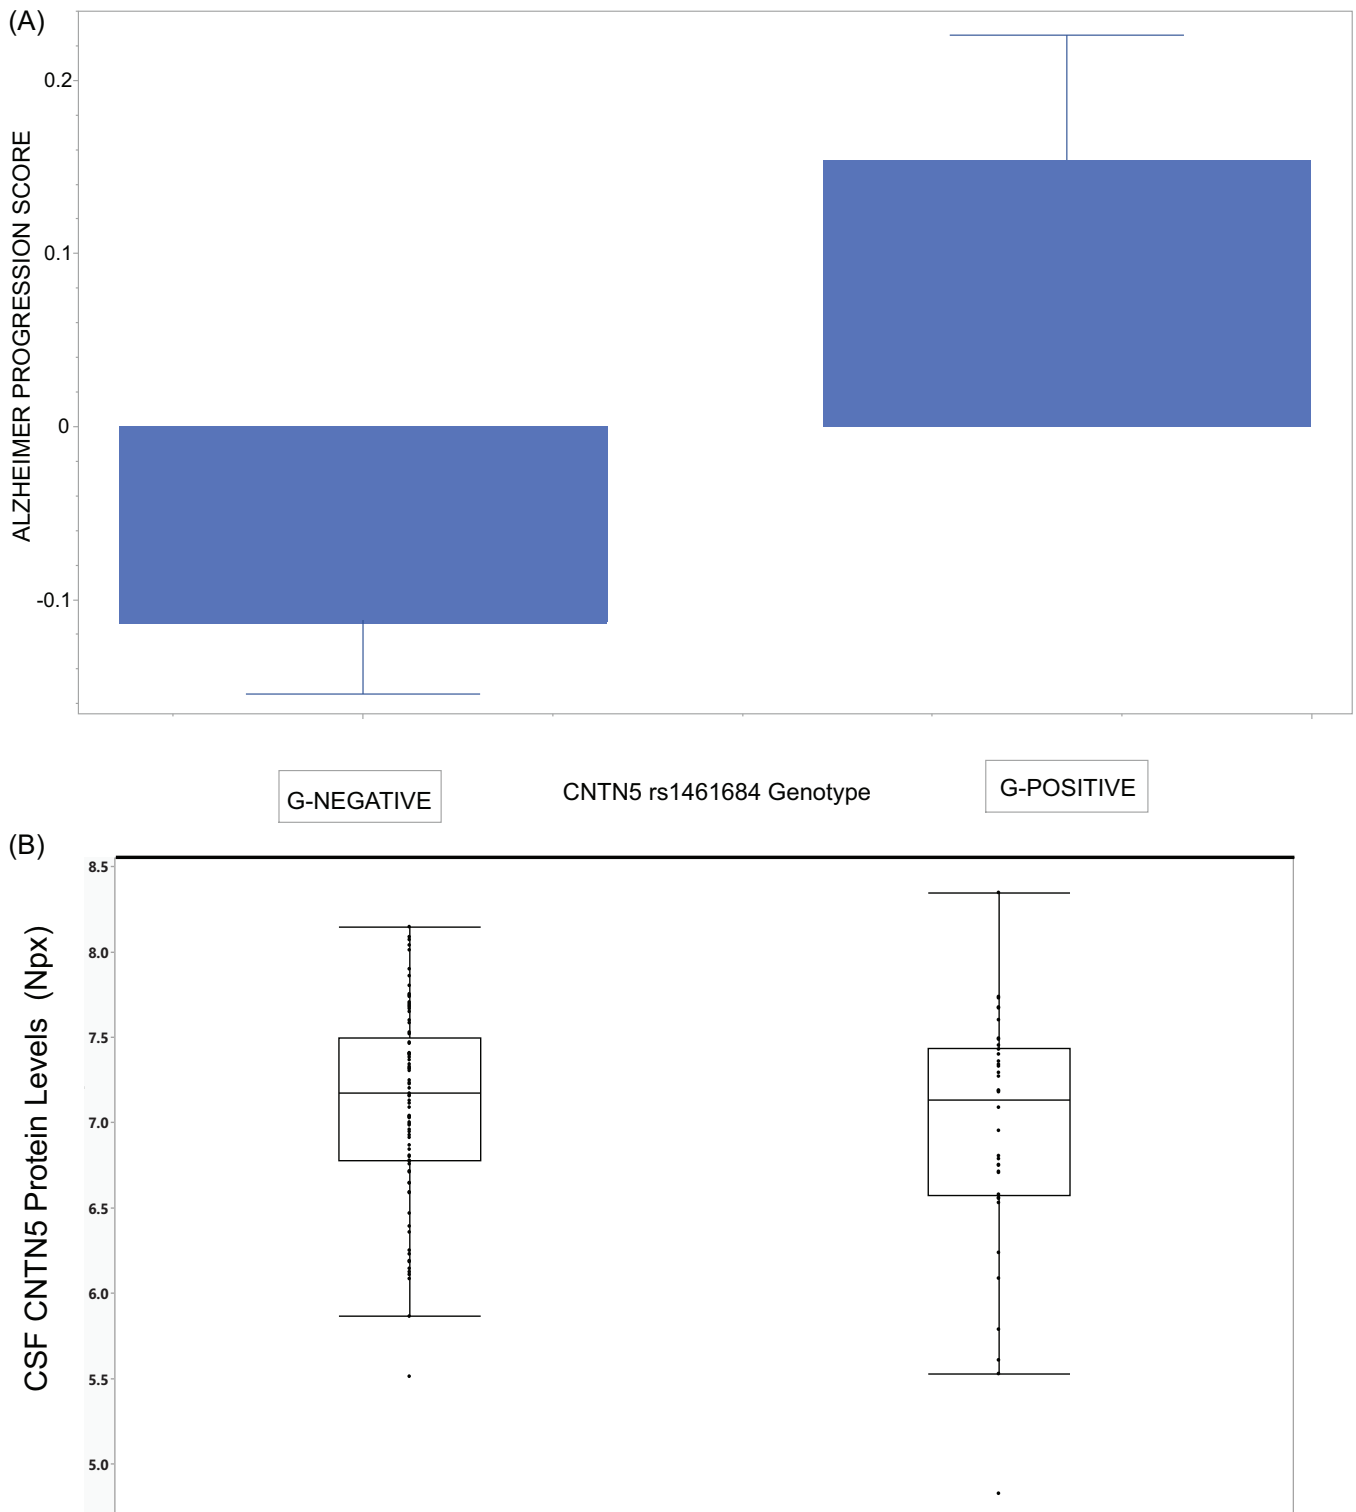 (A)
ALZHEIMER PROGRESSION SCORE
0.2
0.1
0
-0.1
G-NEGATIVE
CNTN5 rs1461684 Genotype
G-POSITIVE
(B)
CSF CNTN5 Protein Levels (Npx)
8.5
8.0
7.5
7.0
6.5
6.0
5.5
5.0